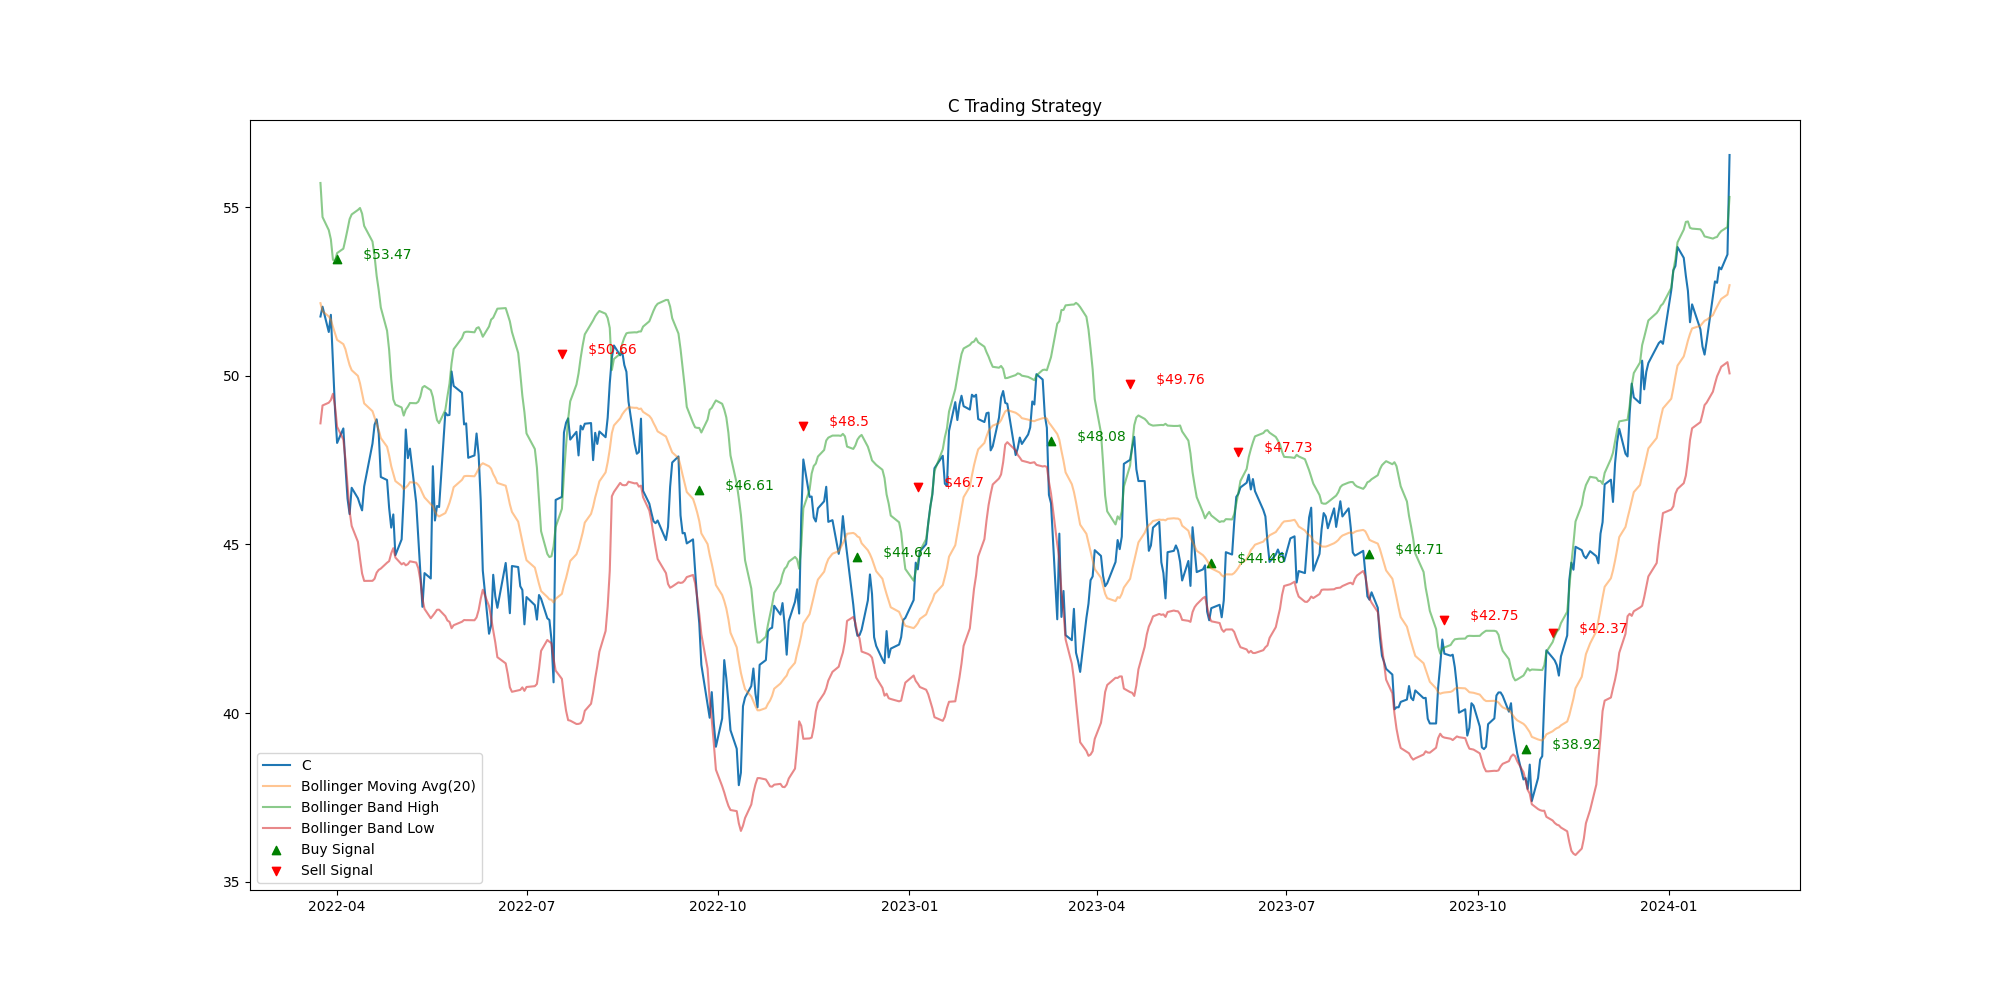 C Trading Strategy
55
50
45
40
35
$53.47
$50.66
$46.61
$48.5
$44.64
$46.7
$48.08
$49.76
$44.46
$47.73
$44.71
$42.75
$38.92
$42.37
C
Bollinger Moving Avg(20)
Bollinger Band High
Bollinger Band Low
Buy Signal
Sell Signal
2022-04 2022-07 2022-10 2023-01 2023-04 2023-07 2023-10 2024-01